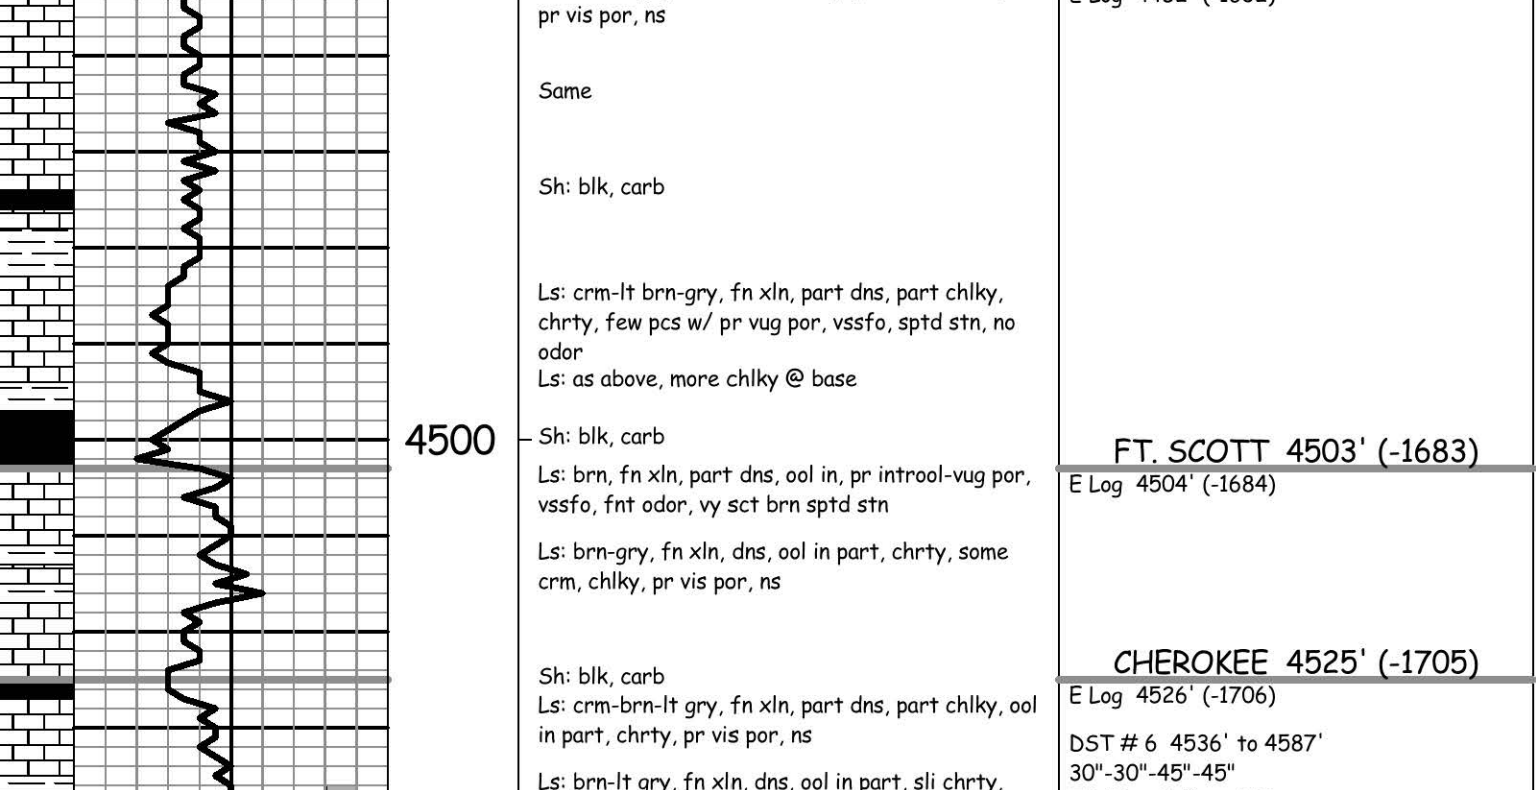 pr vis por, ns
Same
Sh: blk, carb
Ls: crm-lt brn-gry, fn xln, part dns, part chlky,
chrty, few pcs w/ pr vug por, vssfo, sptd stn, no
odor
Ls: as above, more chlky @ base
4500
Sh: blk, carb
Ls: brn, fn xln, part dns, ool in, pr introol-vug por,
vssfo, fnt odor, vy sct brn sptd stn
Ls: brn-gry, fn xln, dns, ool in part, chrty, some
crm, chlky, pr vis por, ns
Sh: blk, carb
Ls: crm-brn-lt gry, fn xln, part dns, part chlky, ool
in part, chrty, pr vis por, ns
Ls: brn-lt gry, fn xln, dns, ool in part, sli chrty,
E Log
FT. SCOTT 4503' (-1683)
E Log 4504' (-1684)
CHEROKEE 4525' (-1705)
E Log 4526' (-1706)
DST # 6 4536' to 4587'
30"-30"-45"-45"